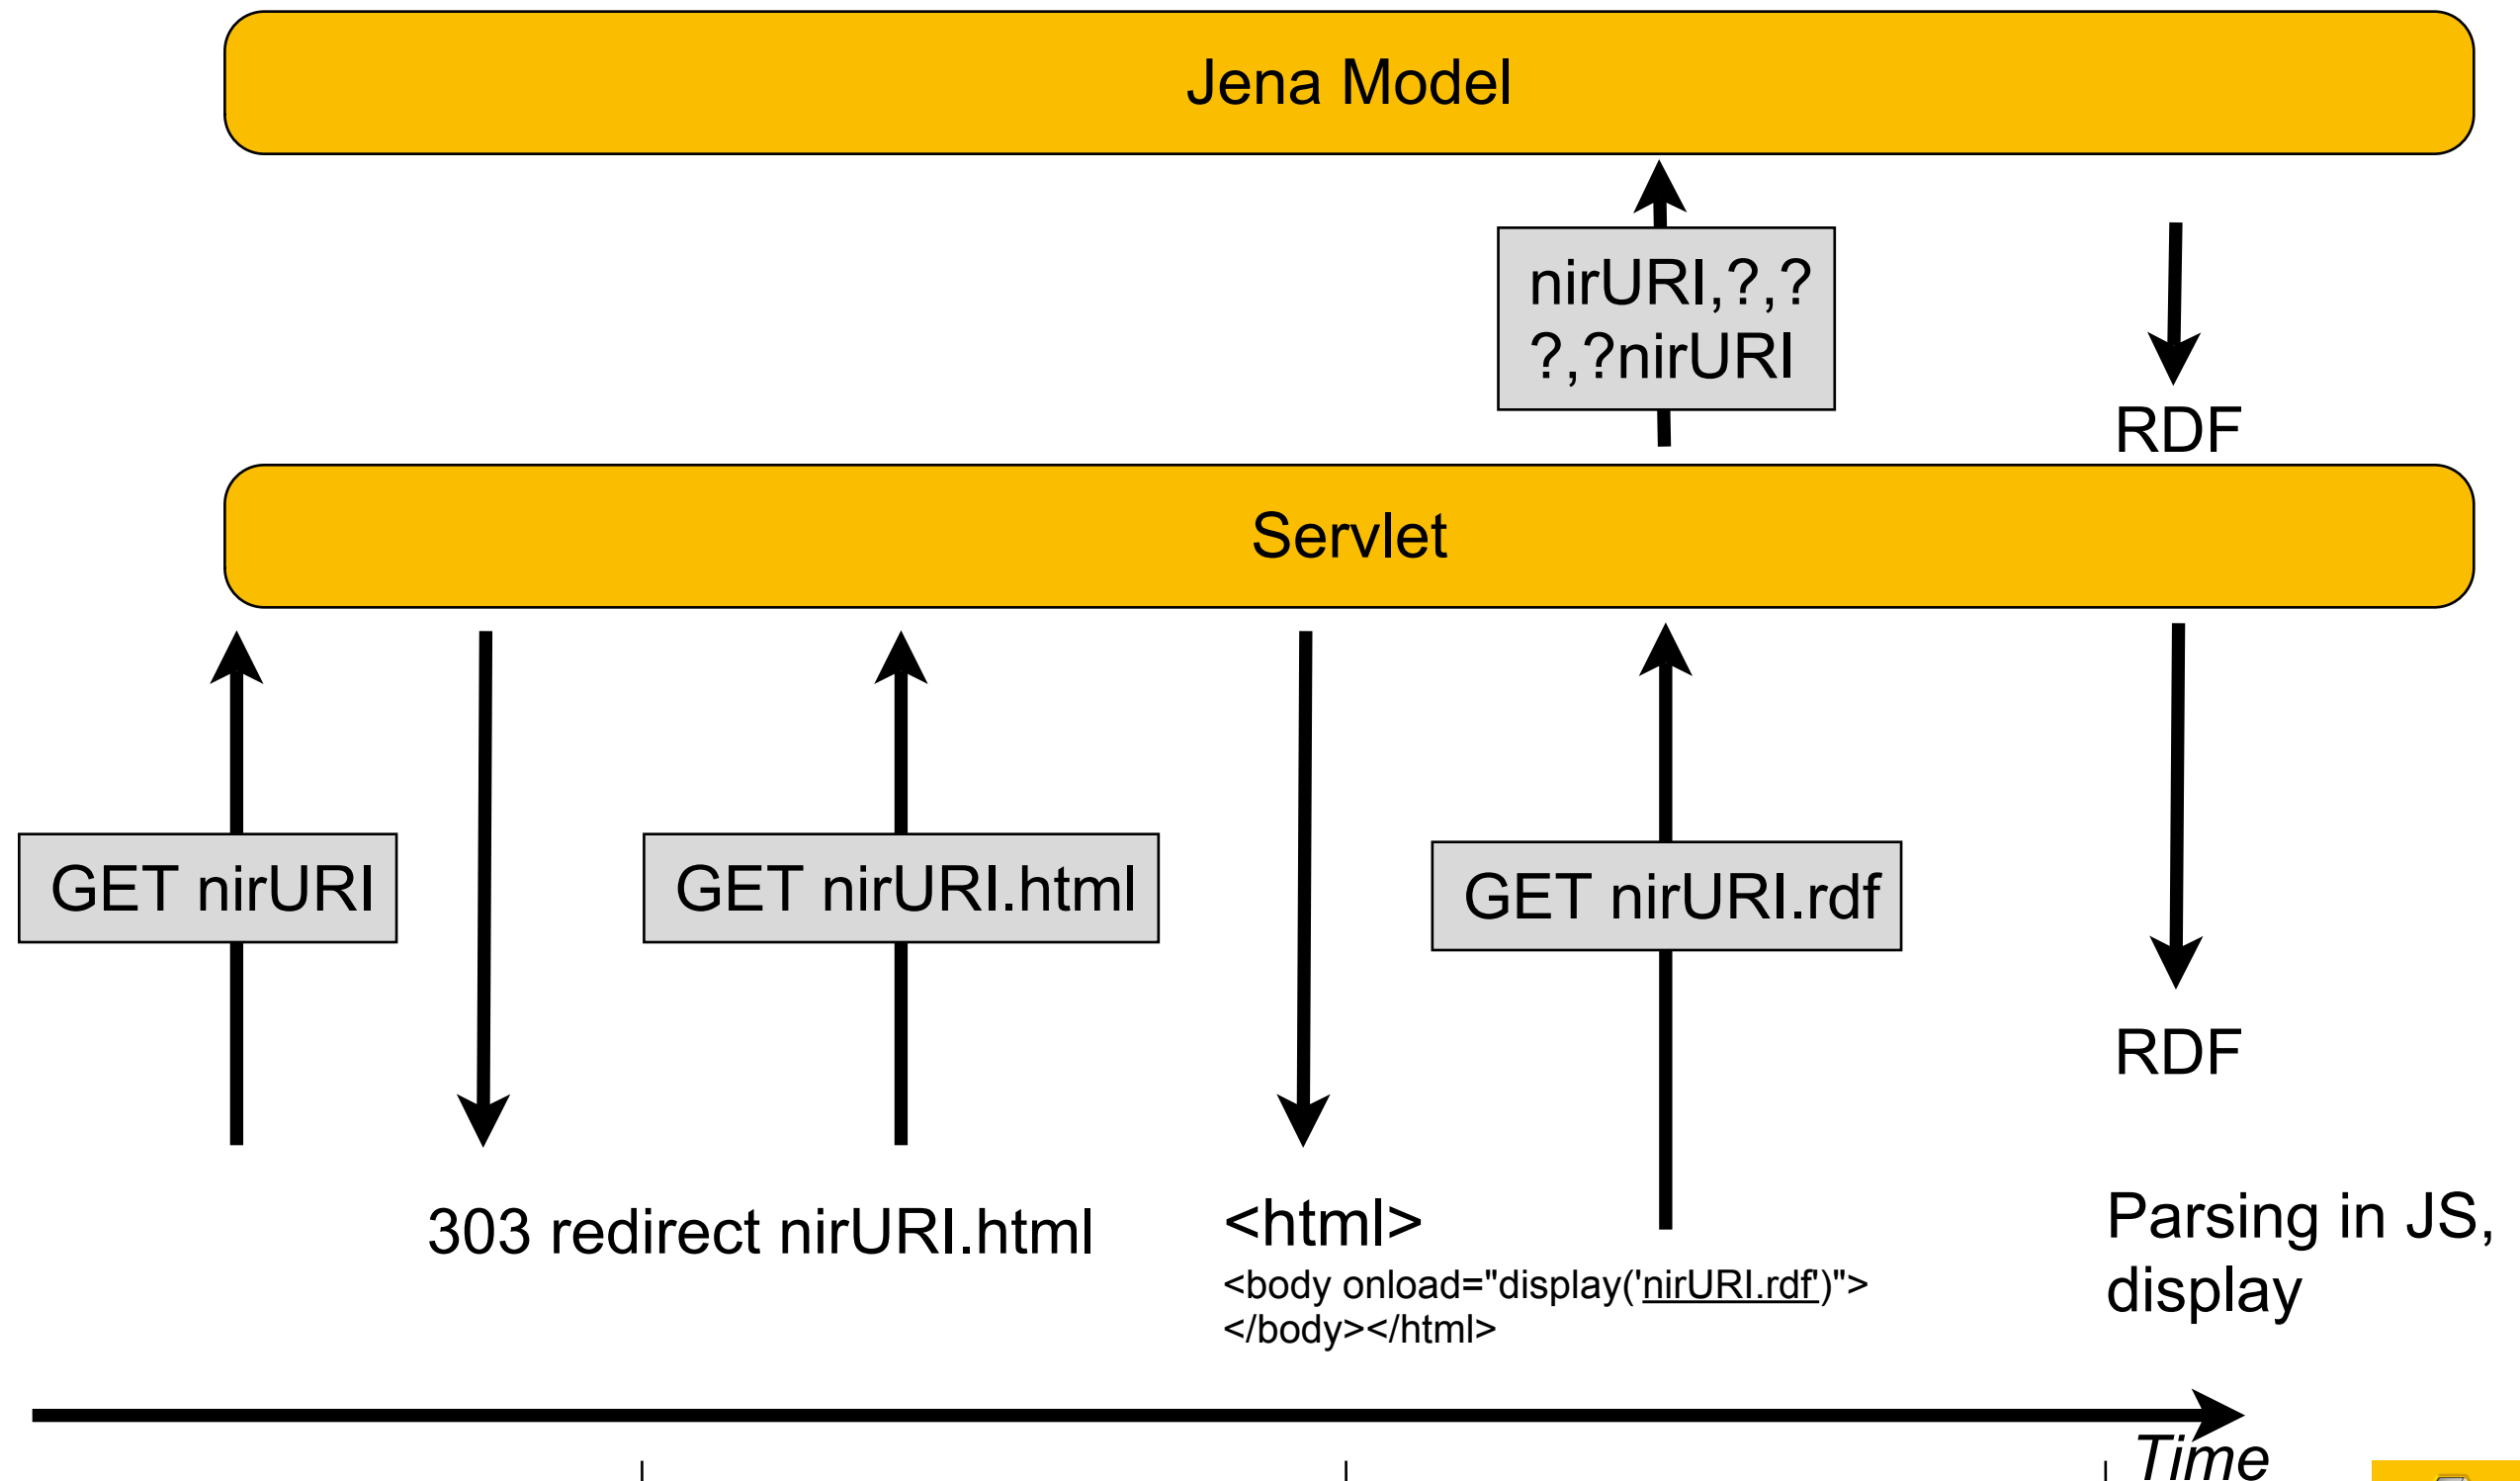 Jena Model
nirURI,?,?
?,?nirURI
RDF
Servlet
GET nirURI
GET nirURI.html
GET nirURI.rdf
RDF
303 redirect nirURI.html
<html>
<body onload="display('nirURI.rdf')">
</body></html>
Parsing in JS,
display
Time